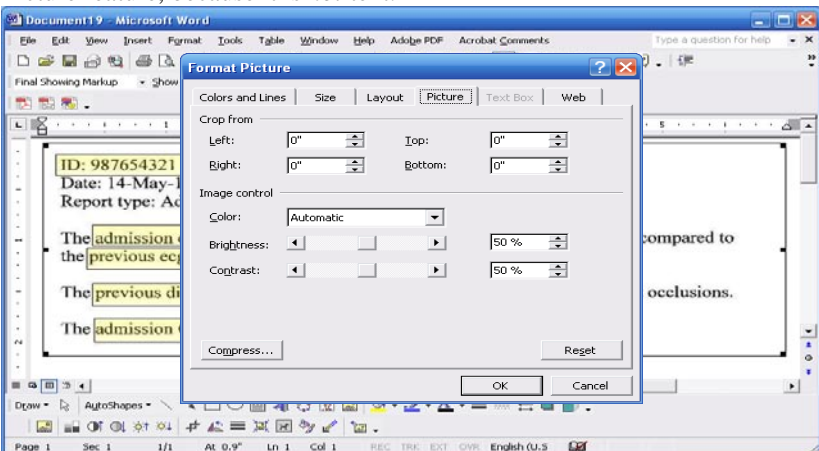 Document19 - Microsoft Word
File Edit View Insert Format Tools Table Window Help Adobe PDF Acrobat Comments Type a question for help
Final Showing Markup Show
Format Picture
Colors and Lines Size Layout Picture Text Box Web
Crop from
Left: 0" Top: 0"
Right: 0" Bottom: 0"
Image control
Color: Automatic
Brightness: 50 %
Contrast: 50 %
Compress... Reset
OK Cancel
ID: 987654321
Date: 14-May-1
Report type: Ad
The admission compared to
the previous ec
The previous di occlusions.
The admission
Draw AutoShapes
Page 1 Sec 1 1/1 At 0.9" Ln 1 Col 1 REC TRK EXT OVR English (U.S